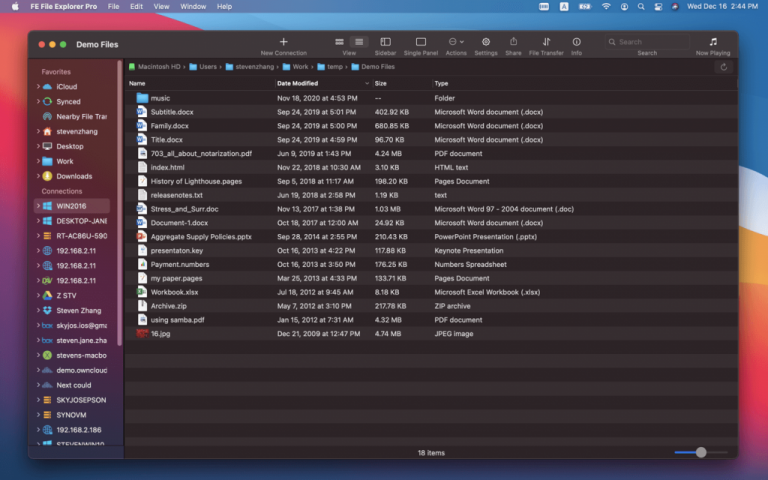 FE File Explorer Pro File Edit View Window Help A Wed Dec 16 2:44 PM
Demo Files
New Connection View Sidebar Single Panel Actions Settings Share File Transfer Info Search Search Now Playing
Macintosh HD Users stevenzhang Work temp Demo Files
Name Date Modified Size Type
music Nov 18, 2020 at 4:53 PM -- Folder
Subtitle.docx Sep 24, 2019 at 5:01 PM 402.92 KB Microsoft Word document (.docx)
Family.docx Sep 24, 2019 at 5:00 PM 680.85 KB Microsoft Word document (.docx)
Title.docx Sep 24, 2019 at 4:59 PM 96.70 KB Microsoft Word document (.docx)
703_all_about_notarization.pdf Jun 9, 2019 at 1:43 PM 4.24 MB PDF document
index.html Nov 22, 2018 at 10:30 AM 3.10 KB HTML text
History of Lighthouse.pages Sep 5, 2018 at 11:17 AM 198.20 KB Pages Document
releasenotes.txt Jun 19, 2018 at 2:58 PM 1.19 KB text
Stress_and_Surr.doc Nov 13, 2017 at 1:38 PM 1.03 MB Microsoft Word 97 - 2004 document (.doc)
Document-1.docx Oct 18, 2017 at 12:00 AM 24.92 KB Microsoft Word document (.docx)
Aggregate Supply Policies.pptx Sep 28, 2014 at 2:55 PM 210.43 KB PowerPoint Presentation (.pptx)
presentaton.key Oct 16, 2013 at 4:22 PM 117.88 KB Keynote Presentation
Payment.numbers Oct 16, 2013 at 3:50 PM 176.25 KB Numbers Spreadsheet
my paper.pages Mar 25, 2013 at 4:33 PM 133.71 KB Pages Document
Workbook.xlsx Jul 18, 2012 at 9:45 AM 8.18 KB Microsoft Excel Workbook (.xlsx)
Archive.zip May 7, 2012 at 3:10 PM 217.78 KB ZIP archive
using samba.pdf Jan 15, 2012 at 7:31 AM 4.32 MB PDF document
16.jpg Dec 21, 2009 at 12:47 PM 4.74 MB JPEG image
Favorites
iCloud
Synced
Nearby File Tra
stevenzhang
Desktop
Work
Downloads
Connections
WIN2016
DESKTOP-JANE
RT-AC86U-590
192.168.2.11
192.168.2.11
192.168.2.11
Z STV
Steven Zhang
skyjos.ios@gma
steven.jane.zha
stevens-macbo
demo.owncloud
Next could
SKYJOSEPSON
SYNOVM
192.168.2.186
STEVENWIN10
18 items